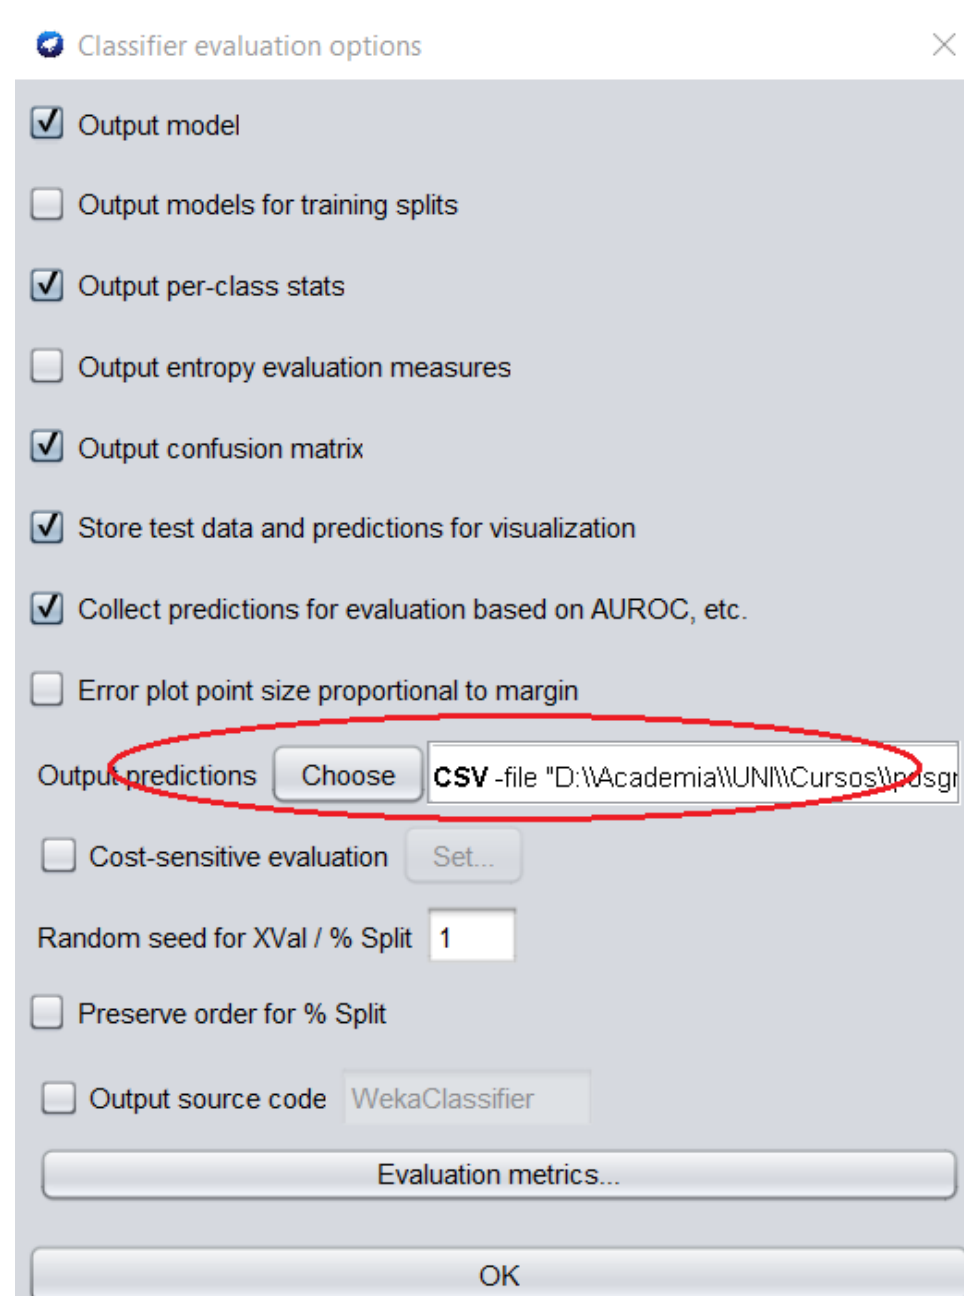 Classifier evaluation options
Output model
Output models for training splits
Output per-class stats
Output entropy evaluation measures
Output confusion matrix
Store test data and predictions for visualization
Collect predictions for evaluation based on AUROC, etc.
Error plot point size proportional to margin
Output predictions Choose CSV -file "D:\\Academia\\UNI\\Cursos\\posgr
Cost-sensitive evaluation Set...
Random seed for XVal / % Split 1
Preserve order for % Split
Output source code WekaClassifier
Evaluation metrics...
OK